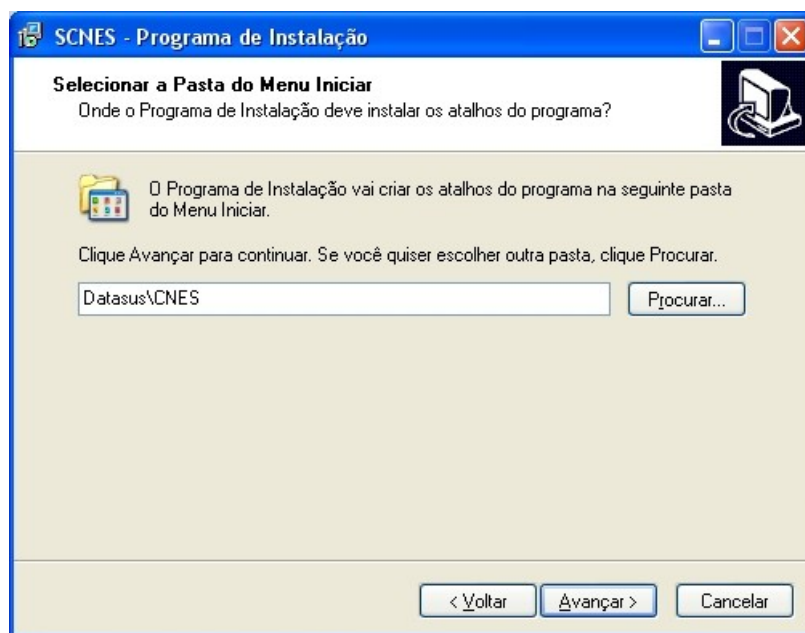 SCNES - Programa de Instalação
Selecionar a Pasta do Menu Iniciar
Onde o Programa de Instalação deve instalar os atalhos do programa?
O Programa de Instalação vai criar os atalhos do programa na seguinte pasta
do Menu Iniciar.
Clique Avançar para continuar. Se você quiser escolher outra pasta, clique Procurar.
Datasus\CNES
Procurar...
< Voltar
Avançar >
Cancelar